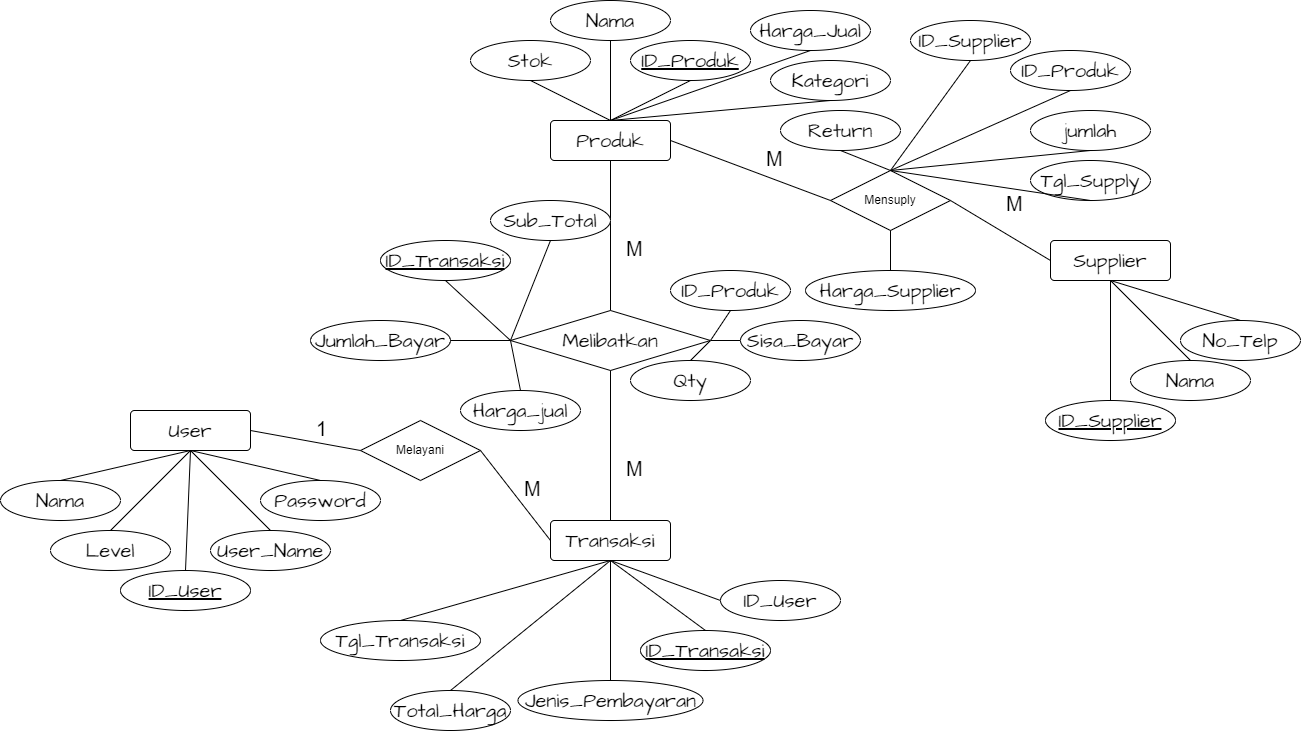 Nama
Harga_Jual
ID_Supplier
Stok
ID_Produk
ID_Produk
Kategori
Return
jumlah
Produk
M
Tgl_Supply
Mensuply
M
Sub_Total
M
ID_Transaksi
Supplier
ID_Produk
Harga_Supplier
Jumlah_Bayar
Melibatkan
Sisa_Bayar
No_Telp
Qty
Nama
Harga_jual
ID_Supplier
User
1
Melayani
M
M
Nama
Password
Level
User_Name
Transaksi
ID_User
ID_User
Tgl_Transaksi
ID_Transaksi
Total_Harga
Jenis_Pembayaran